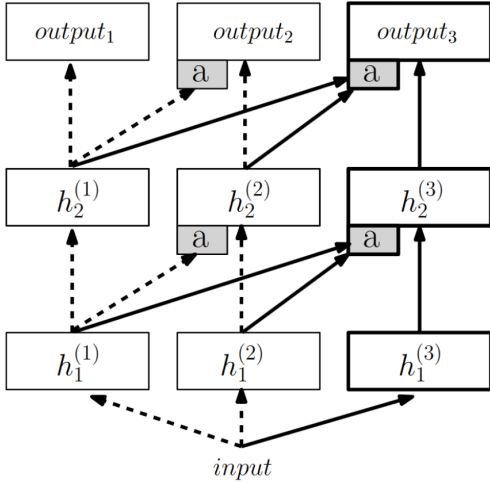 output₁ output₂ output₃
a a
h₂⁽¹⁾ h₂⁽²⁾ h₂⁽³⁾
a a
h₁⁽¹⁾ h₁⁽²⁾ h₁⁽³⁾
input